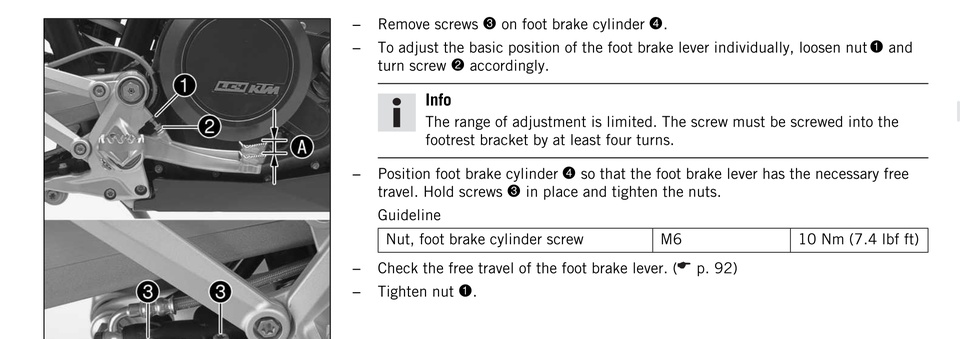 – Remove screws ❸ on foot brake cylinder ❹.
– To adjust the basic position of the foot brake lever individually, loosen nut ❶ and
turn screw ❷ accordingly.
Info
The range of adjustment is limited. The screw must be screwed into the
footrest bracket by at least four turns.
– Position foot brake cylinder ❹ so that the foot brake lever has the necessary free
travel. Hold screws ❸ in place and tighten the nuts.
Guideline
Nut, foot brake cylinder screw M6 10 Nm (7.4 lbf ft)
– Check the free travel of the foot brake lever. (☛ p. 92)
– Tighten nut ❶.
❶
❷
A
KTM
❸ ❸